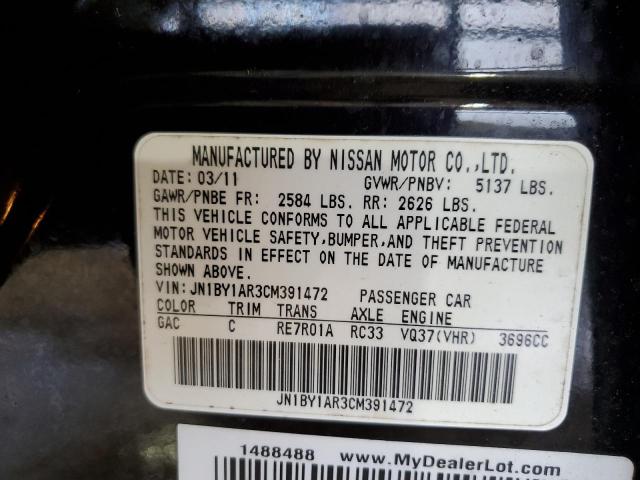 MANUFACTURED BY NISSAN MOTOR CO.,LTD.
DATE: 03/11 GVWR/PNBV: 5137 LBS.
GAWR/PNBE FR: 2584 LBS. RR: 2626 LBS.
THIS VEHICLE CONFORMS TO ALL APPLICABLE FEDERAL
MOTOR VEHICLE SAFETY,BUMPER,AND THEFT PREVENTION
STANDARDS IN EFFECT ON THE DATE OF MANUFACTURE
SHOWN ABOVE.
VIN:JN1BY1AR3CM391472 PASSENGER CAR
COLOR TRIM TRANS AXLE ENGINE
GAC C RE7R01A RC33 VQ37(VHR) 3696CC
JN1BY1AR3CM391472
1488488 www.MyDealerLot.com